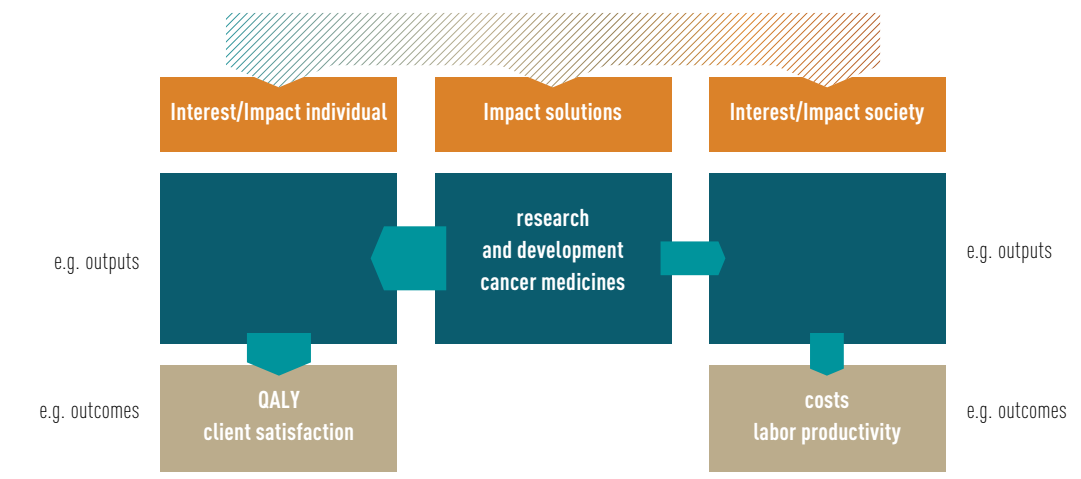 Interest/Impact individual
Impact solutions
Interest/Impact society
research
and development
cancer medicines
e.g. outputs
e.g. outputs
e.g. outcomes
QALY
client satisfaction
costs
labor productivity
e.g. outcomes